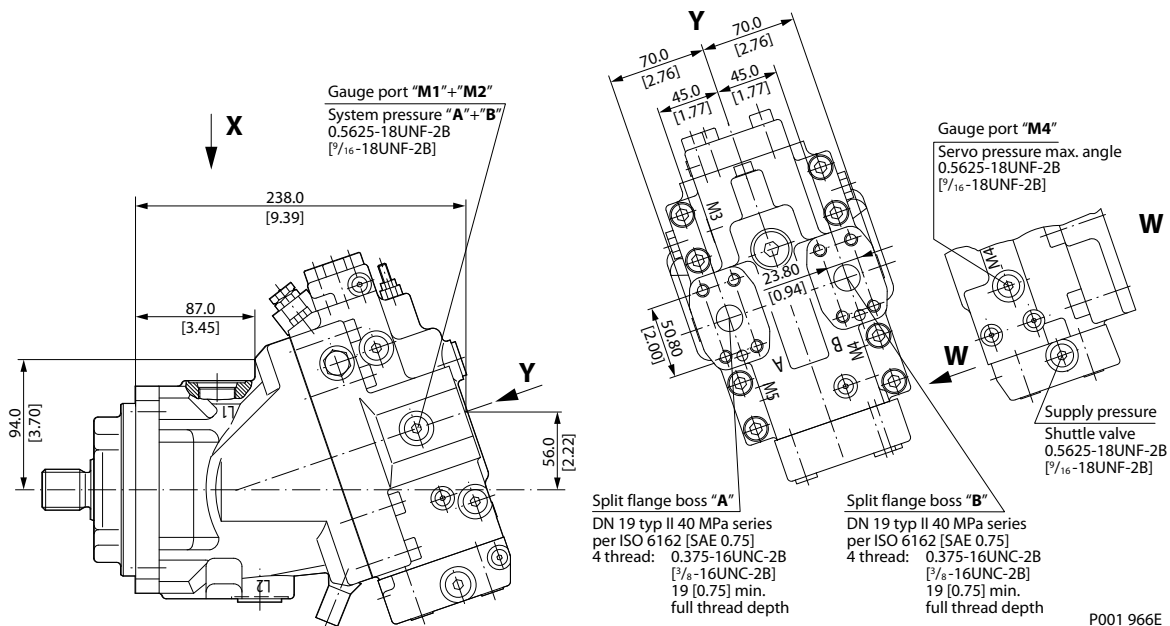 Gauge port "M1"+"M2"
System pressure "A"+"B"
0.5625-18UNF-2B
[9/16-18UNF-2B]
X
238.0
[9.39]
87.0
[3.45]
94.0
[3.70]
L1
L2
Y
56.0
[2.22]
Y
70.0
[2.76]
70.0
[2.76]
45.0
[1.77]
45.0
[1.77]
M3
23.80
[0.94]
50.80
[2.00]
A
B
M4
M5
W
Gauge port "M4"
Servo pressure max. angle
0.5625-18UNF-2B
[9/16-18UNF-2B]
W
M4
Supply pressure
Shuttle valve
0.5625-18UNF-2B
[9/16-18UNF-2B]
Split flange boss "A"
DN 19 typ II 40 MPa series
per ISO 6162 [SAE 0.75]
4 thread: 0.375-16UNC-2B
[3/8-16UNC-2B]
19 [0.75] min.
full thread depth
Split flange boss "B"
DN 19 typ II 40 MPa series
per ISO 6162 [SAE 0.75]
4 thread: 0.375-16UNC-2B
[3/8-16UNC-2B]
19 [0.75] min.
full thread depth
P001 966E